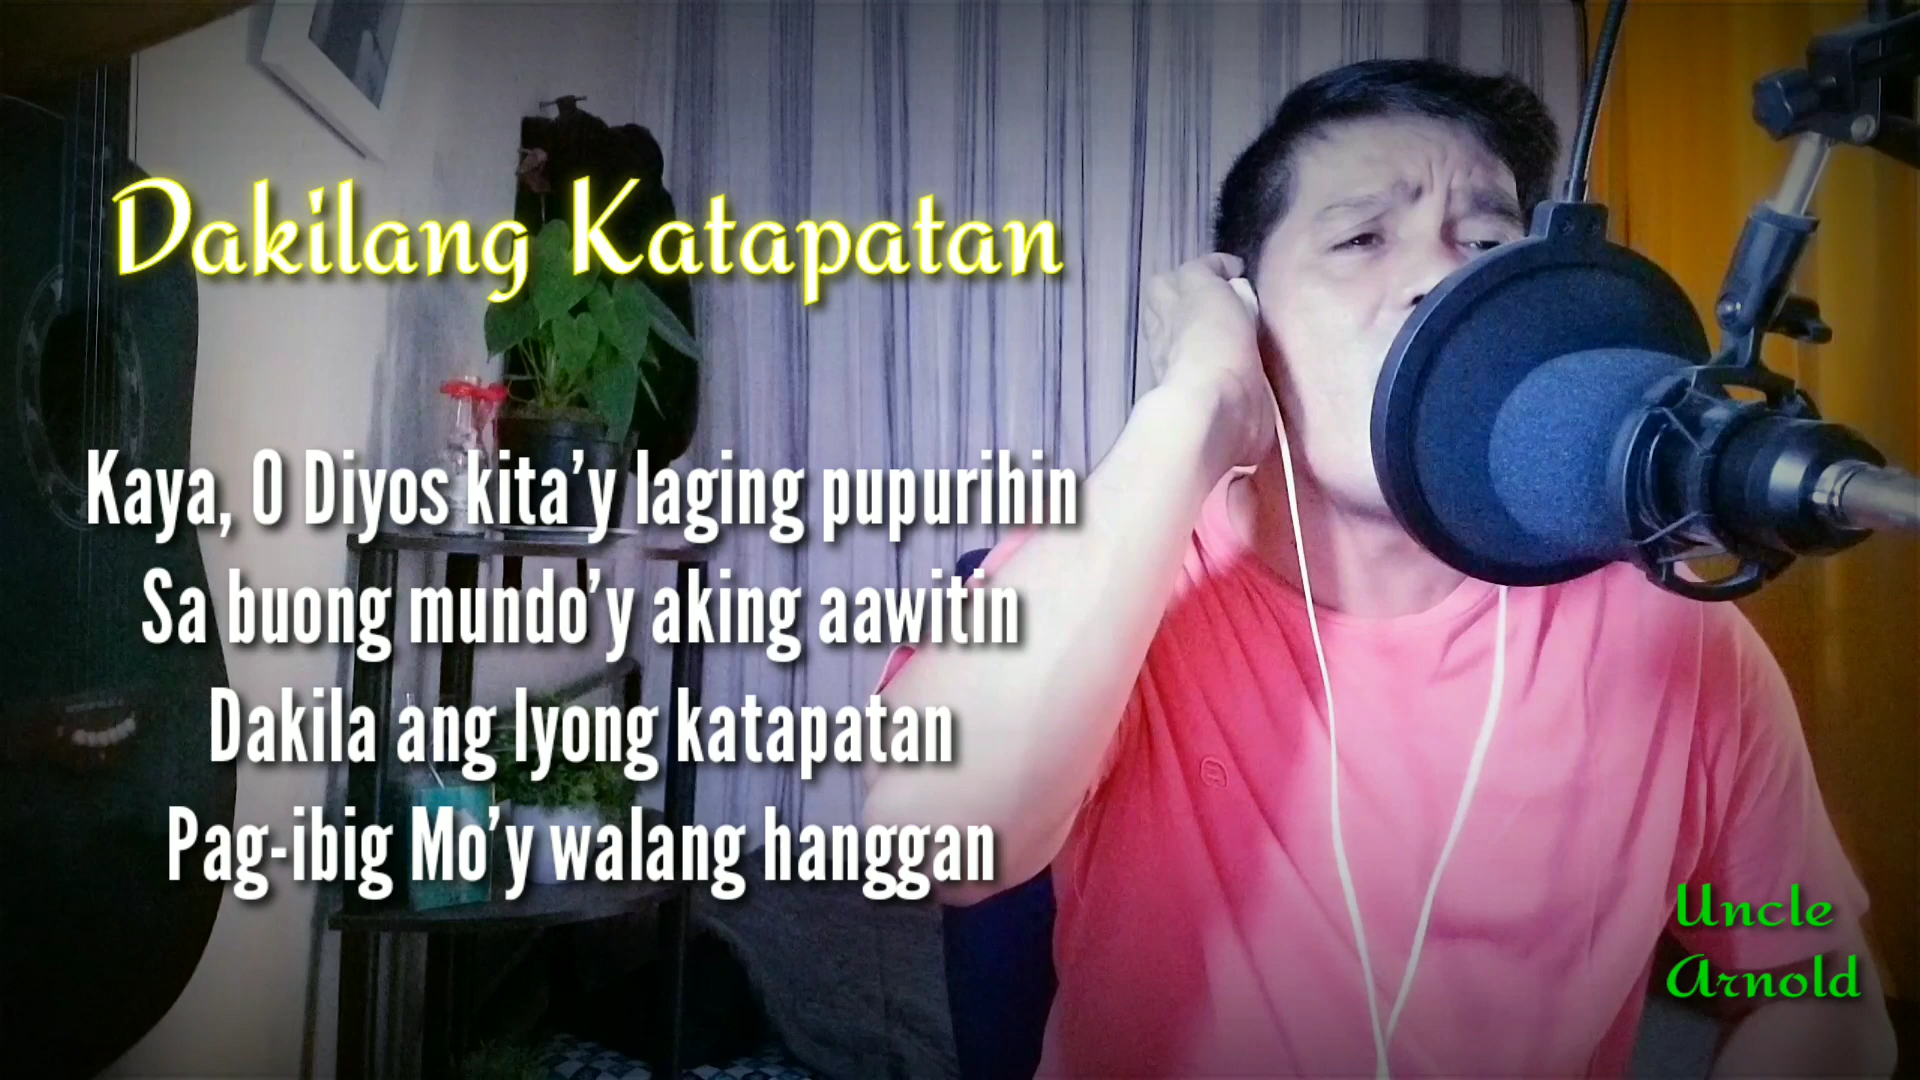 Dakilang Katapatan
Kaya, O Diyos kita’y laging pupurihin
Sa buong mundo’y aking aawitin
Dakila ang Iyong katapatan
Pag-ibig Mo’y walang hanggan
Uncle
Arnold